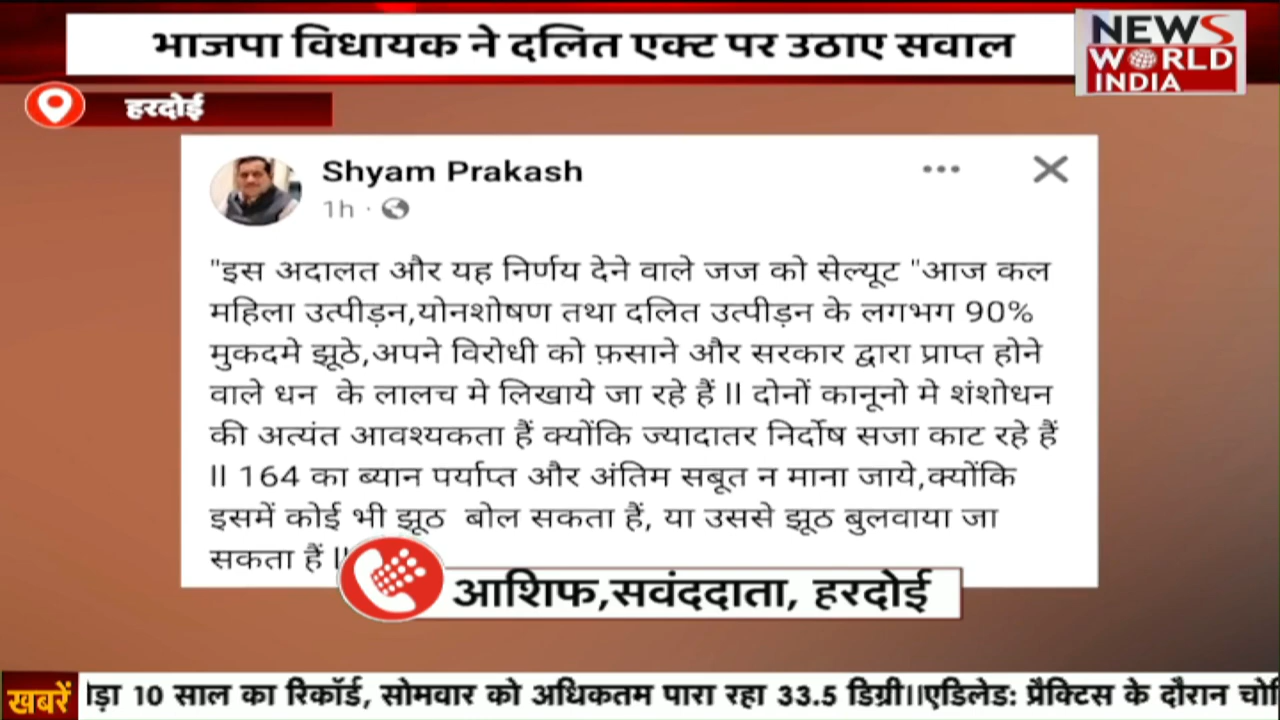 भाजपा विधायक ने दलित एक्ट पर उठाए सवाल
NEWS
WORLD
INDIA
हरदोई
Shyam Prakash
1h ·
"इस अदालत और यह निर्णय देने वाले जज को सेल्यूट "आज कल
महिला उत्पीड़न,योनशोषण तथा दलित उत्पीड़न के लगभग 90%
मुकदमे झूठे,अपने विरोधी को फ़साने और सरकार द्वारा प्राप्त होने
वाले धन के लालच मे लिखाये जा रहे हैं ll दोनों कानूनो मे शंशोधन
की अत्यंत आवश्यकता हैं क्योंकि ज्यादातर निर्दोष सजा काट रहे हैं
ll 164 का ब्यान पर्याप्त और अंतिम सबूत न माना जाये,क्योंकि
इसमें कोई भी झूठ बोल सकता हैं, या उससे झूठ बुलवाया जा
सकता हैं ll
आशिफ,सवंददाता, हरदोई
खबरें
10 साल का रिकॉर्ड, सोमवार को अधिकतम पारा रहा 33.5 डिग्री।।एडिलेड: प्रैक्टिस के दौरान